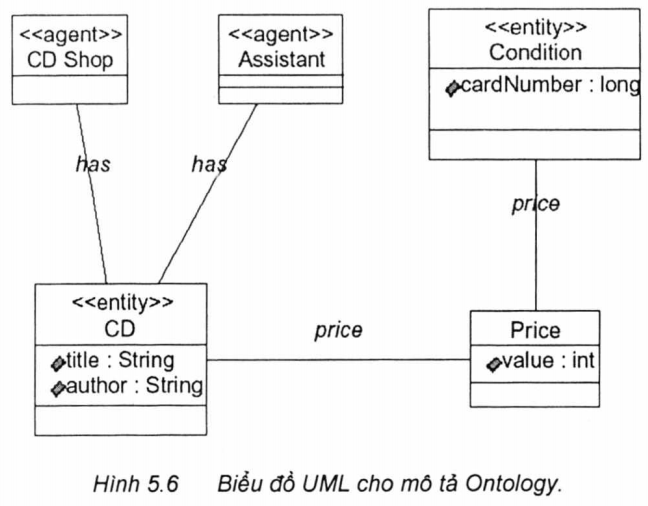 <<agent>>
CD Shop
<<agent>>
Assistant
<<entity>>
Condition
cardNumber : long
has
has
price
<<entity>>
CD
title : String
author : String
price
Price
value : int
Hình 5.6 Biểu đồ UML cho mô tả Ontology.